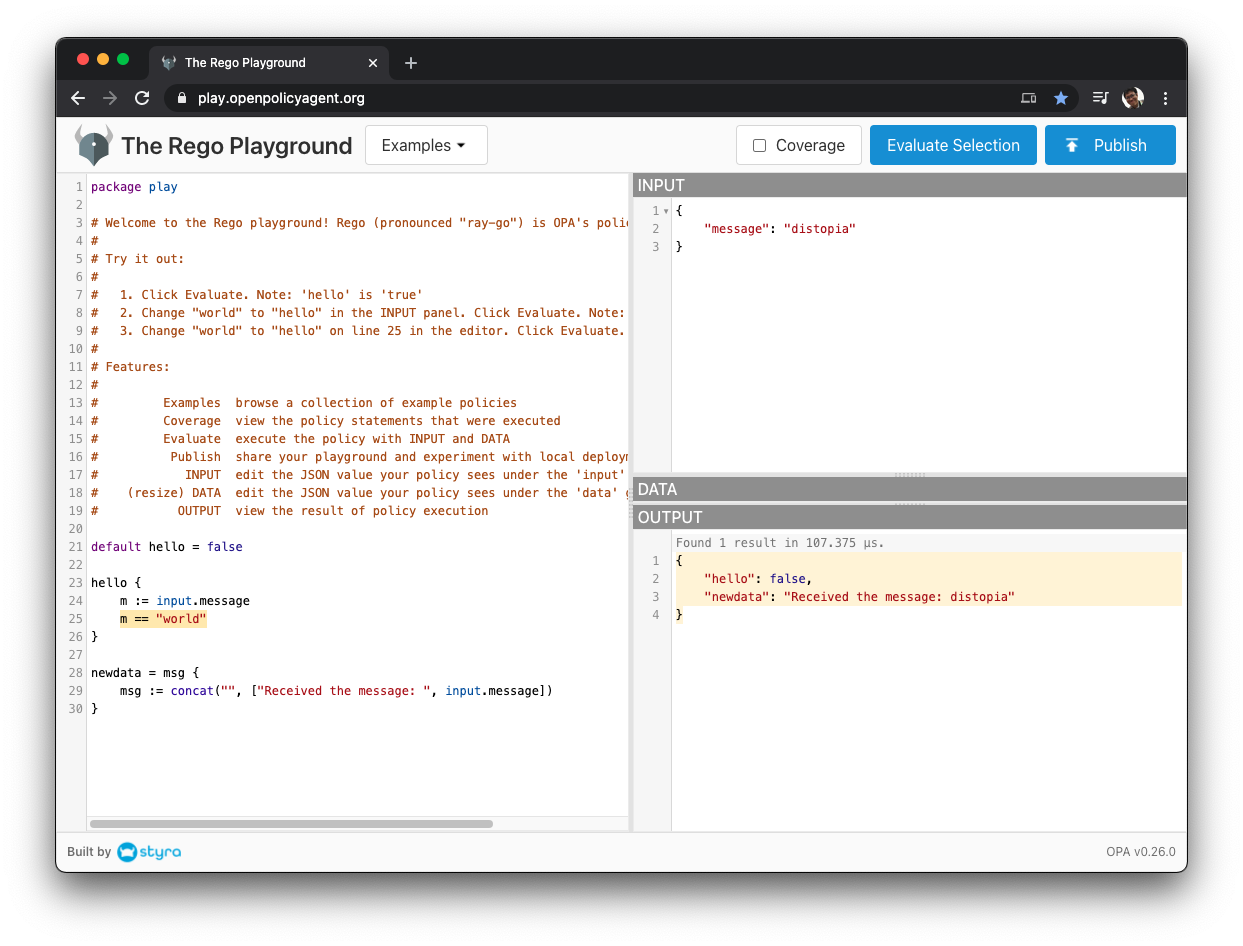 The Rego Playground
play.openpolicyagent.org
The Rego Playground
Examples
Coverage
Evaluate Selection
Publish
1 package play
2
3 # Welcome to the Rego playground! Rego (pronounced "ray-go") is OPA's
4 #
5 # Try it out:
6 #
7 #   1. Click Evaluate. Note: 'hello' is 'true'
8 #   2. Change "world" to "hello" in the INPUT panel. Click Evaluate. Note:
9 #   3. Change "world" to "hello" on line 25 in the editor. Click Evaluate.
10 #
11 # Features:
12 #
13 #         Examples  browse a collection of example policies
14 #         Coverage  view the policy statements that were executed
15 #         Evaluate  execute the policy with INPUT and DATA
16 #          Publish  share your playground and experiment with local
17 #            INPUT  edit the JSON value your policy sees under the 'input'
18 #    (resize) DATA  edit the JSON value your policy sees under the 'data'
19 #           OUTPUT  view the result of policy execution
20
21 default hello = false
22
23 hello {
24     m := input.message
25     m == "world"
26 }
27
28 newdata = msg {
29     msg := concat("", ["Received the message: ", input.message])
30 }
INPUT
1 {
2     "message": "distopia"
3 }
DATA
OUTPUT
Found 1 result in 107.375 µs.
1 {
2     "hello": false,
3     "newdata": "Received the message: distopia"
4 }
Built by styra
OPA v0.26.0